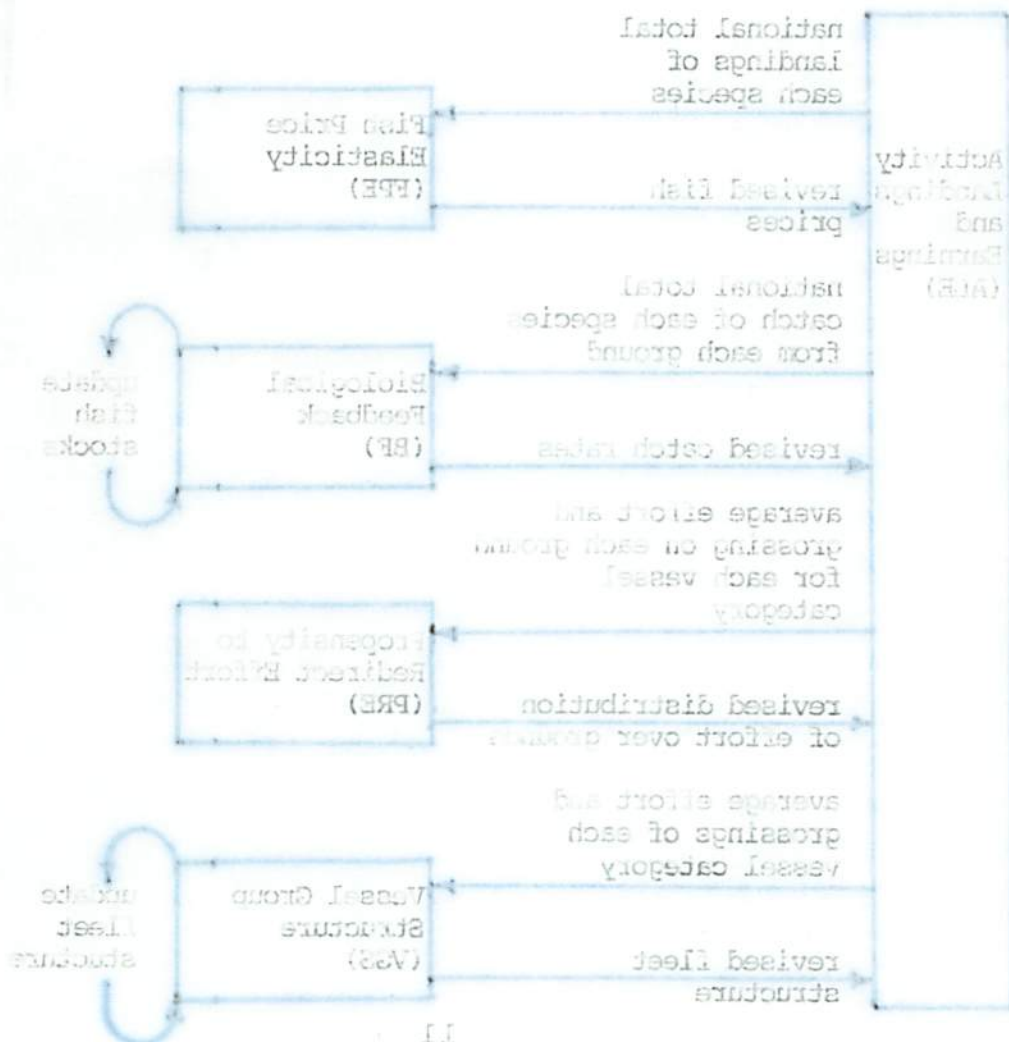 Activity
Landings
and
Earnings
(ALE)
national total
landings of
each species
Fish Price
Elasticity
(FPE)
revised fish
prices
national total
catch of each species
from each ground
Biological
Feedback
(BF)
update
fish
stocks
revised catch rates
average effort and
grossing on each ground
for each vessel
category
Propensity to
Redirect Effort
(PRE)
revised distribution
of effort over grounds
average effort and
grossings of each
vessel category
Vessel Group
Structure
(VGS)
update
fleet
stucture
revised fleet
structure
11